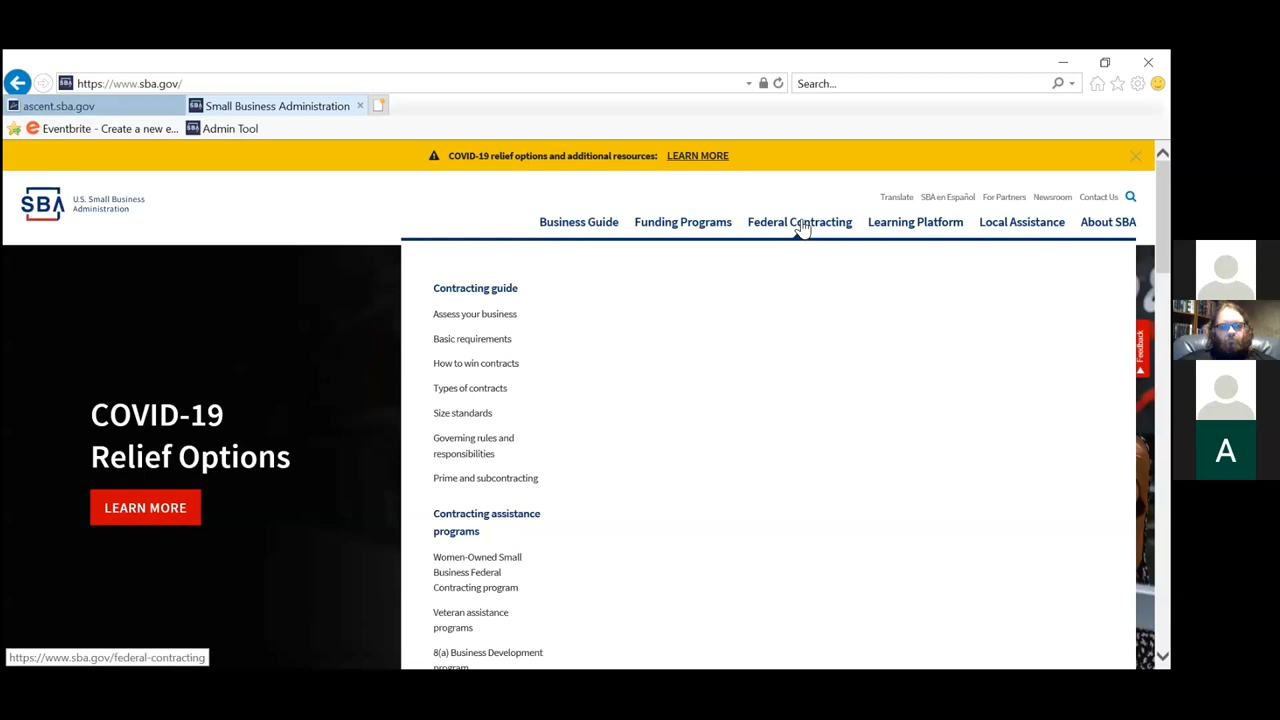 https://www.sba.gov/
Search...
ascent.sba.gov
Small Business Administration
Eventbrite - Create a new e...
Admin Tool
COVID-19 relief options and additional resources: LEARN MORE
SBA
U.S. Small Business
Administration
Translate
SBA en Español
For Partners
Newsroom
Contact Us
Business Guide
Funding Programs
Federal Contracting
Learning Platform
Local Assistance
About SBA
Contracting guide
Assess your business
Basic requirements
How to win contracts
Types of contracts
Size standards
Governing rules and
responsibilities
Prime and subcontracting
Contracting assistance
programs
Women-Owned Small
Business Federal
Contracting program
Veteran assistance
programs
8(a) Business Development
program
COVID-19
Relief Options
LEARN MORE
Feedback
https://www.sba.gov/federal-contracting
A